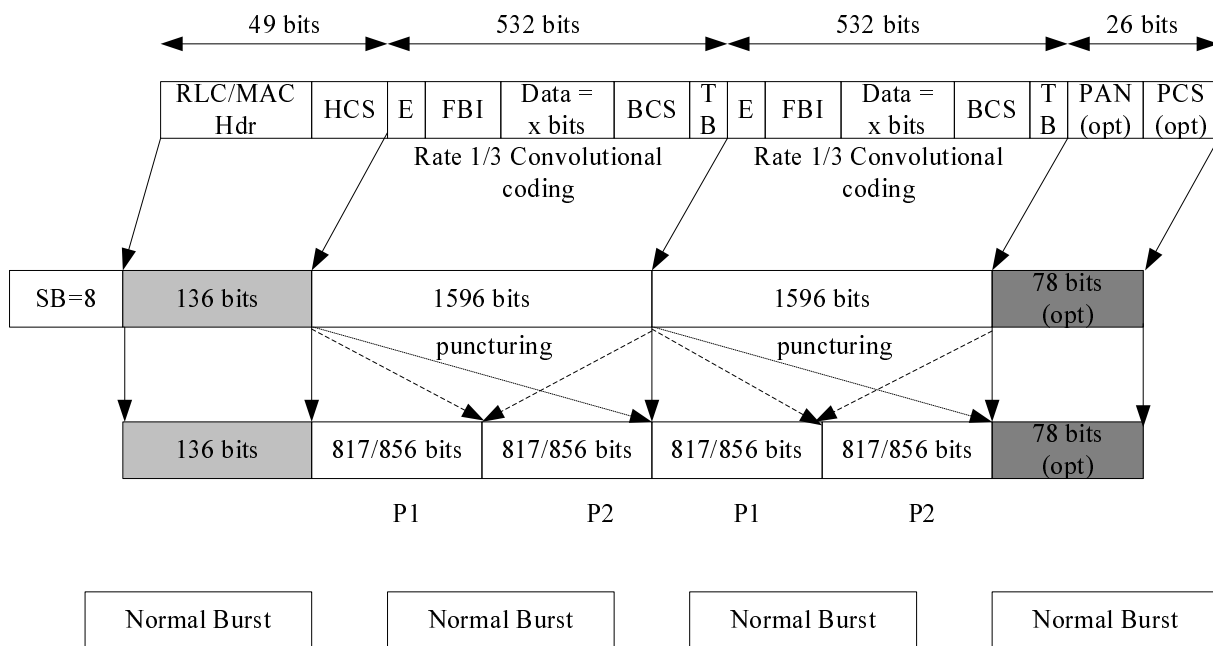 49 bits
532 bits
532 bits
26 bits
RLC/MAC
Hdr
HCS
E
FBI
Data =
x bits
BCS
T
B
E
FBI
Data =
x bits
BCS
T
B
PAN
(opt)
PCS
(opt)
Rate 1/3 Convolutional
coding
Rate 1/3 Convolutional
coding
SB=8
136 bits
1596 bits
1596 bits
78 bits
(opt)
puncturing
puncturing
136 bits
817/856 bits
817/856 bits
817/856 bits
817/856 bits
78 bits
(opt)
P1
P2
P1
P2
Normal Burst
Normal Burst
Normal Burst
Normal Burst